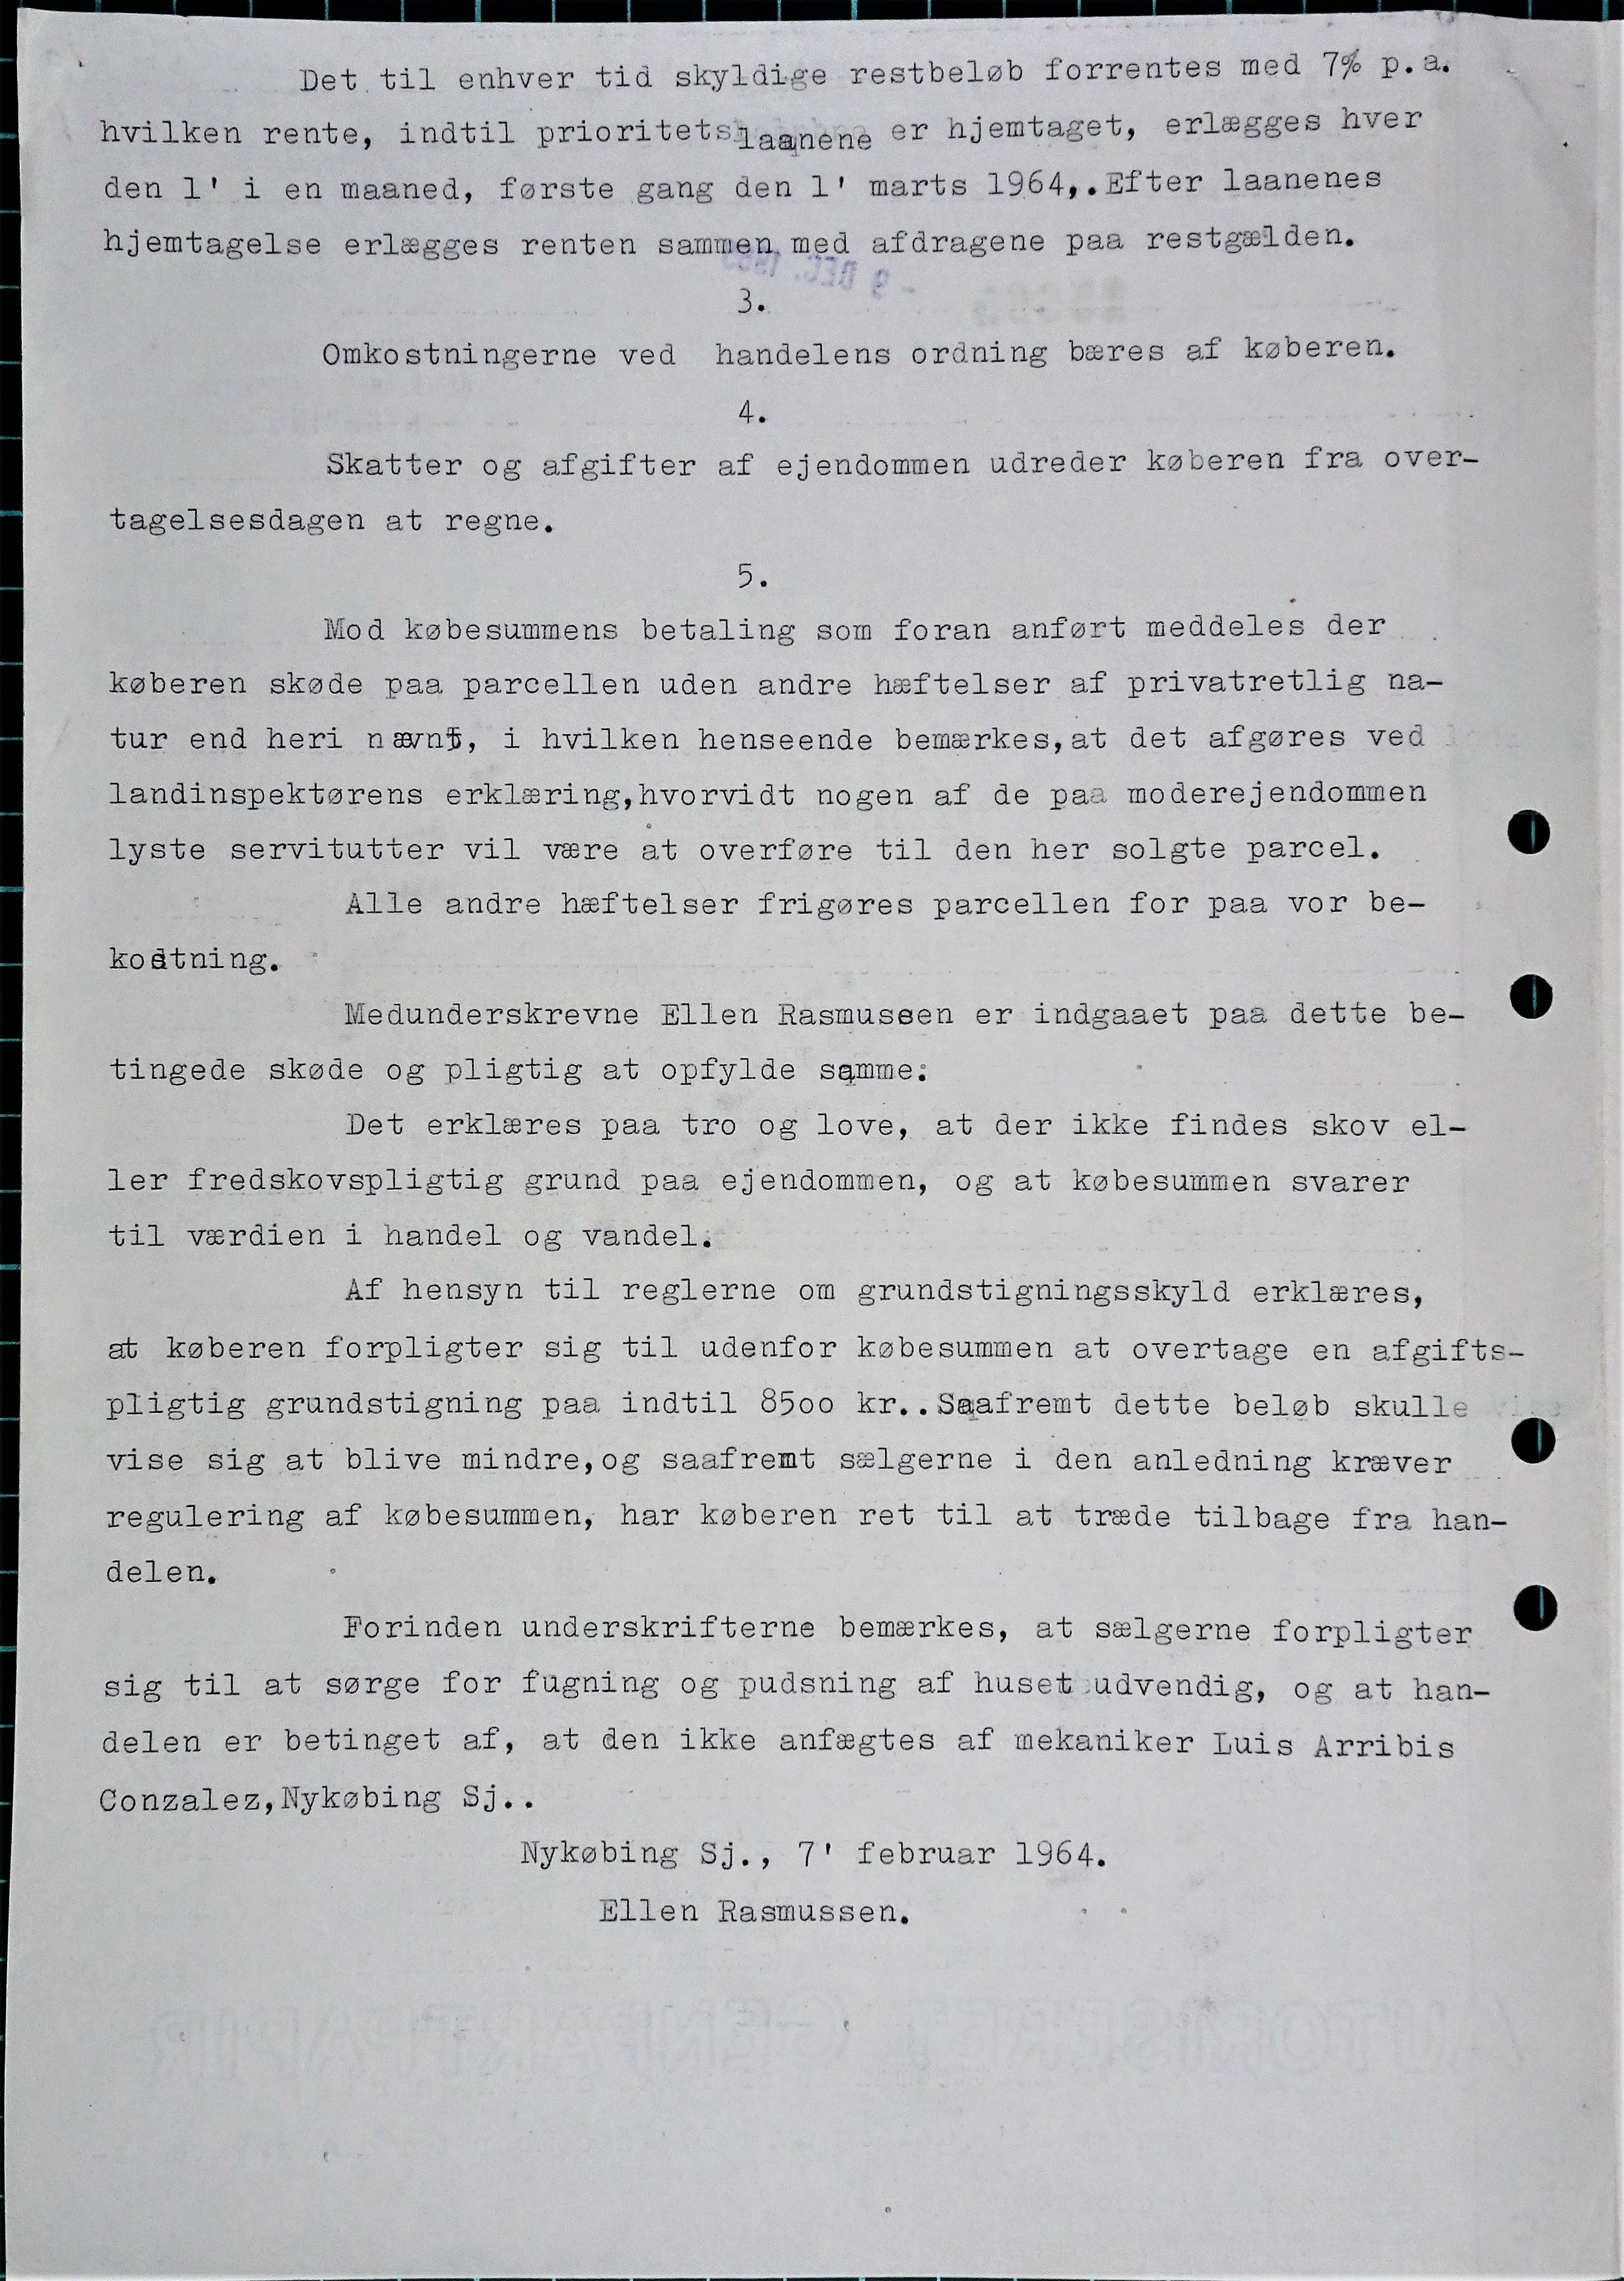 Det til enhver tid skyldige restbeløb forrentes med 7% p.a.
hvilken rente, indtil prioritetslaanene er hjemtaget, erlægges hver
den 1' i en maaned, første gang den 1' marts 1964,.Efter laanenes
hjemtagelse erlægges renten sammen med afdragene paa restgælden.
- 9 DEC. 1963
3.
Omkostningerne ved handelens ordning bæres af køberen.
4.
Skatter og afgifter af ejendommen udreder køberen fra over-
tagelsesdagen at regne.
5.
Mod købesummens betaling som foran anført meddeles der
køberen skøde paa parcellen uden andre hæftelser af privatretlig na-
tur end heri nævnt, i hvilken henseende bemærkes,at det afgøres ved
landinspektørens erklæring,hvorvidt nogen af de paa moderejendommen
lyste servitutter vil være at overføre til den her solgte parcel.
Alle andre hæftelser frigøres parcellen for paa vor be-
kostning.
Medunderskrevne Ellen Rasmussen er indgaaet paa dette be-
tingede skøde og pligtig at opfylde samme.
Det erklæres paa tro og love, at der ikke findes skov el-
ler fredskovspligtig grund paa ejendommen, og at købesummen svarer
til værdien i handel og vandel.
Af hensyn til reglerne om grundstigningsskyld erklæres,
at køberen forpligter sig til udenfor købesummen at overtage en afgifts-
pligtig grundstigning paa indtil 8500 kr..Saafremt dette beløb skulle
vise sig at blive mindre,og saafremt sælgerne i den anledning kræver
regulering af købesummen, har køberen ret til at træde tilbage fra han-
delen.
Forinden underskrifterne bemærkes, at sælgerne forpligter
sig til at sørge for fugning og pudsning af huset udvendig, og at han-
delen er betinget af, at den ikke anfægtes af mekaniker Luis Arribis
Conzalez,Nykøbing Sj..
Nykøbing Sj., 7' februar 1964.
Ellen Rasmussen.
AUTORISERET GENPARTPAPIR